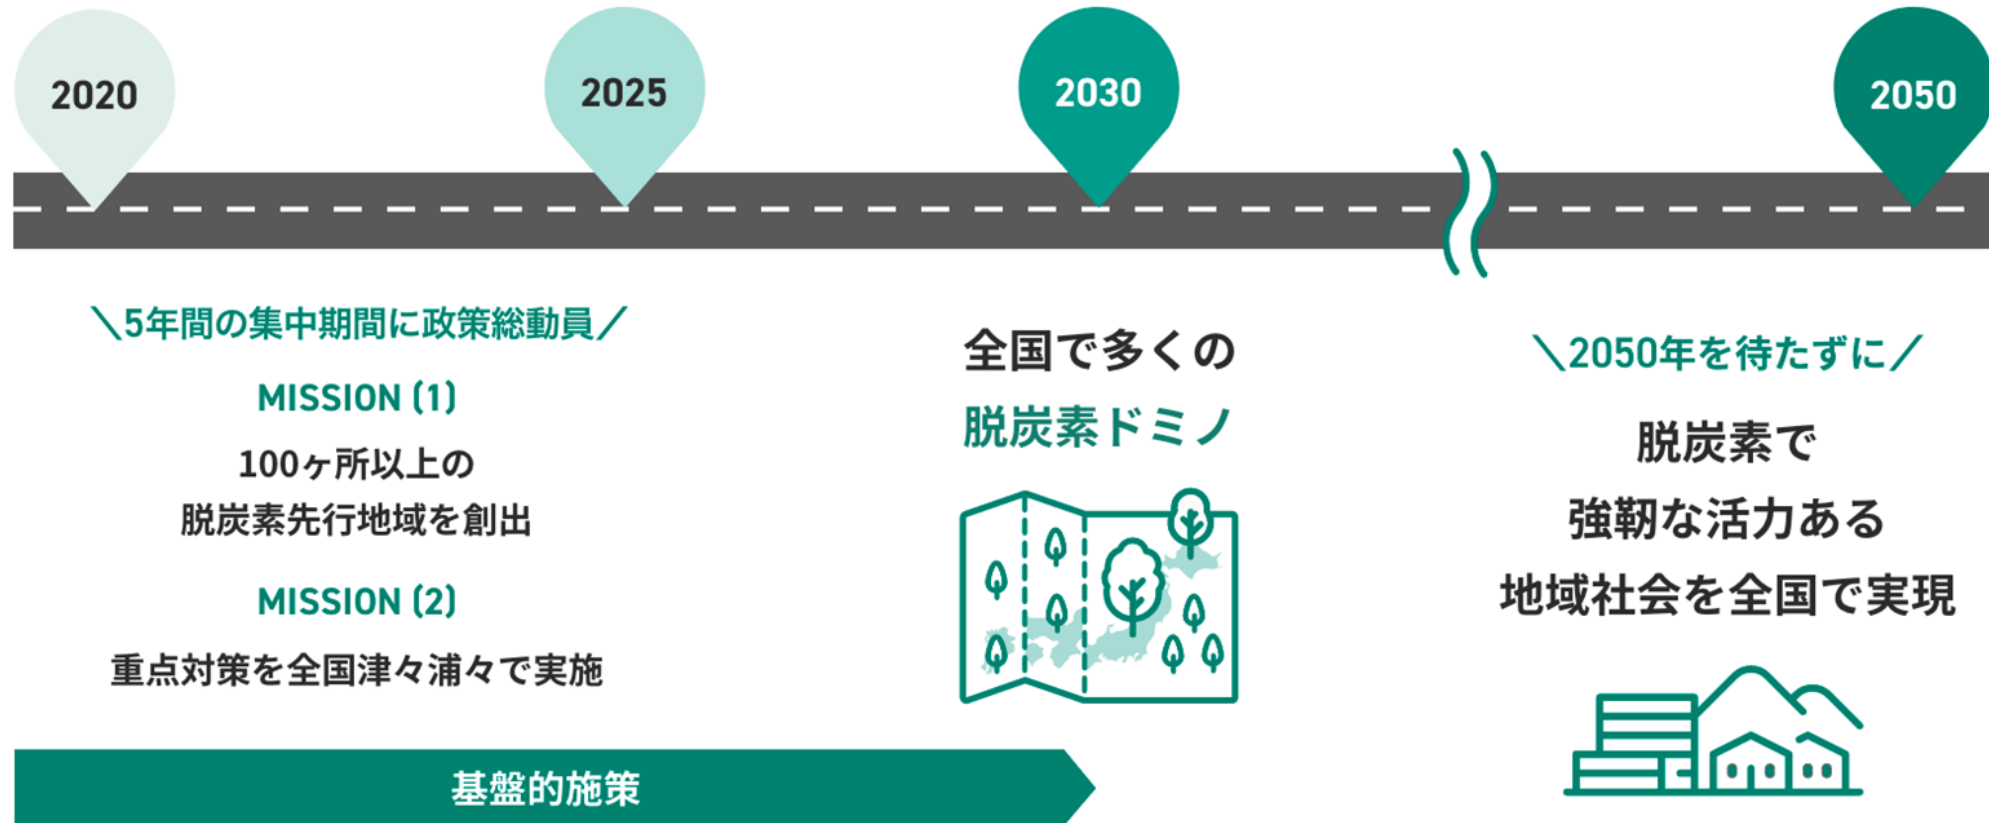 2020
2025
2030
2050
＼5年間の集中期間に政策総動員／
MISSION (1)
100ヶ所以上の
脱炭素先行地域を創出
MISSION (2)
重点対策を全国津々浦々で実施
基盤的施策
全国で多くの
脱炭素ドミノ
＼2050年を待たずに／
脱炭素で
強靭な活力ある
地域社会を全国で実現